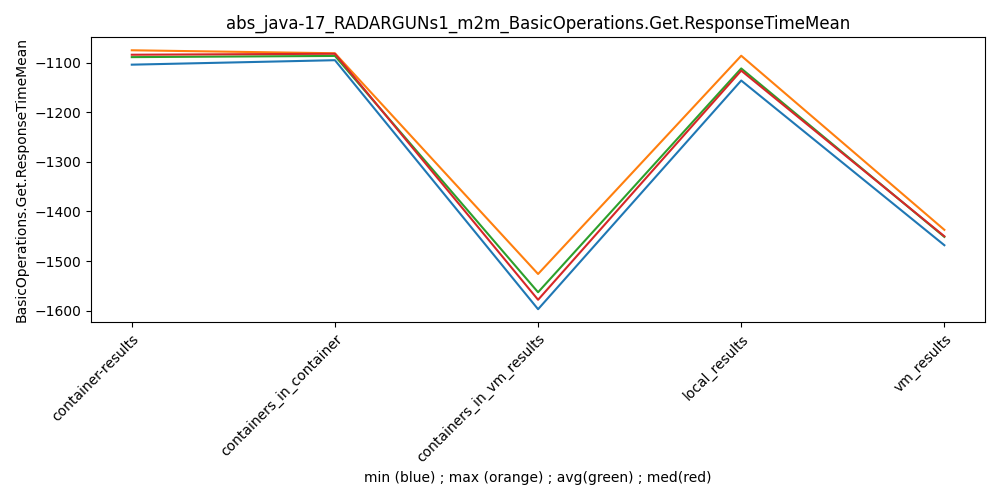 abs_java-17_RADARGUNs1_m2m_BasicOperations.Get.ResponseTimeMean
BasicOperations.Get.ResponseTimeMean
−1100
−1200
−1300
−1400
−1500
−1600
container-results
containers_in_container
containers_in_vm_results
local_results
vm_results
min (blue) ; max (orange) ; avg(green) ; med(red)